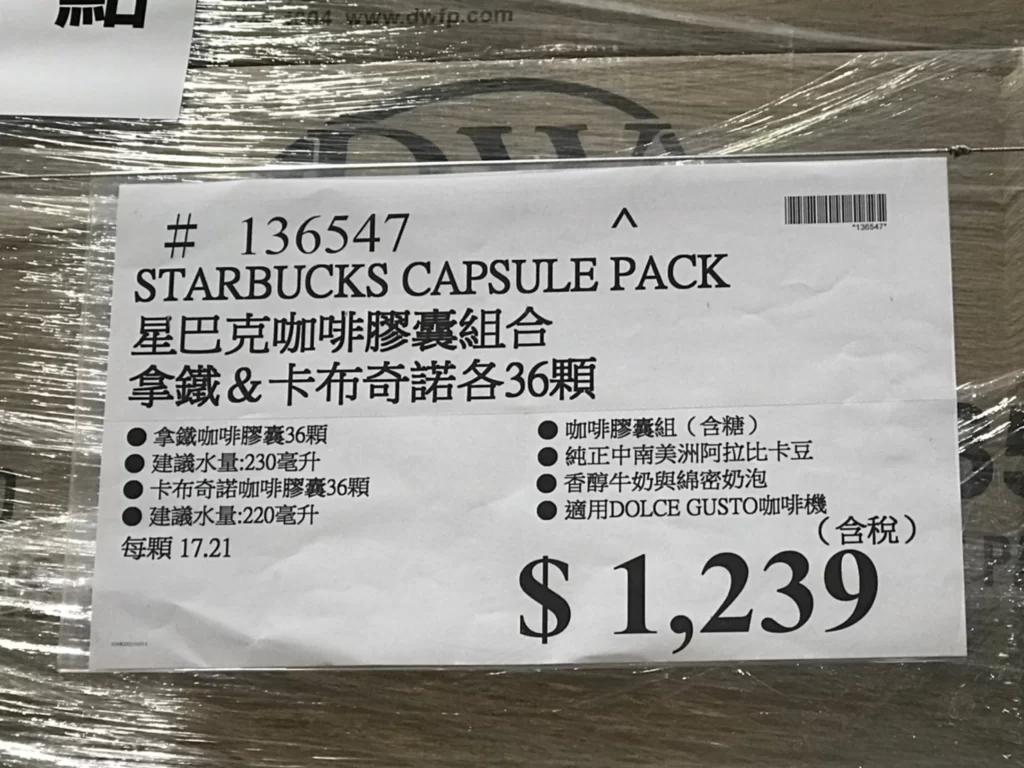 點
2004 www.dwfp.com
DW
# 136547
^
*136547*
STARBUCKS CAPSULE PACK
星巴克咖啡膠囊組合
拿鐵&卡布奇諾各36顆
● 拿鐵咖啡膠囊36顆
● 建議水量:230毫升
● 卡布奇諾咖啡膠囊36顆
● 建議水量:220毫升
每顆 17.21
● 咖啡膠囊組（含糖）
● 純正中南美洲阿拉比卡豆
● 香醇牛奶與綿密奶泡
● 適用DOLCE GUSTO咖啡機
（含稅）
$ 1,239